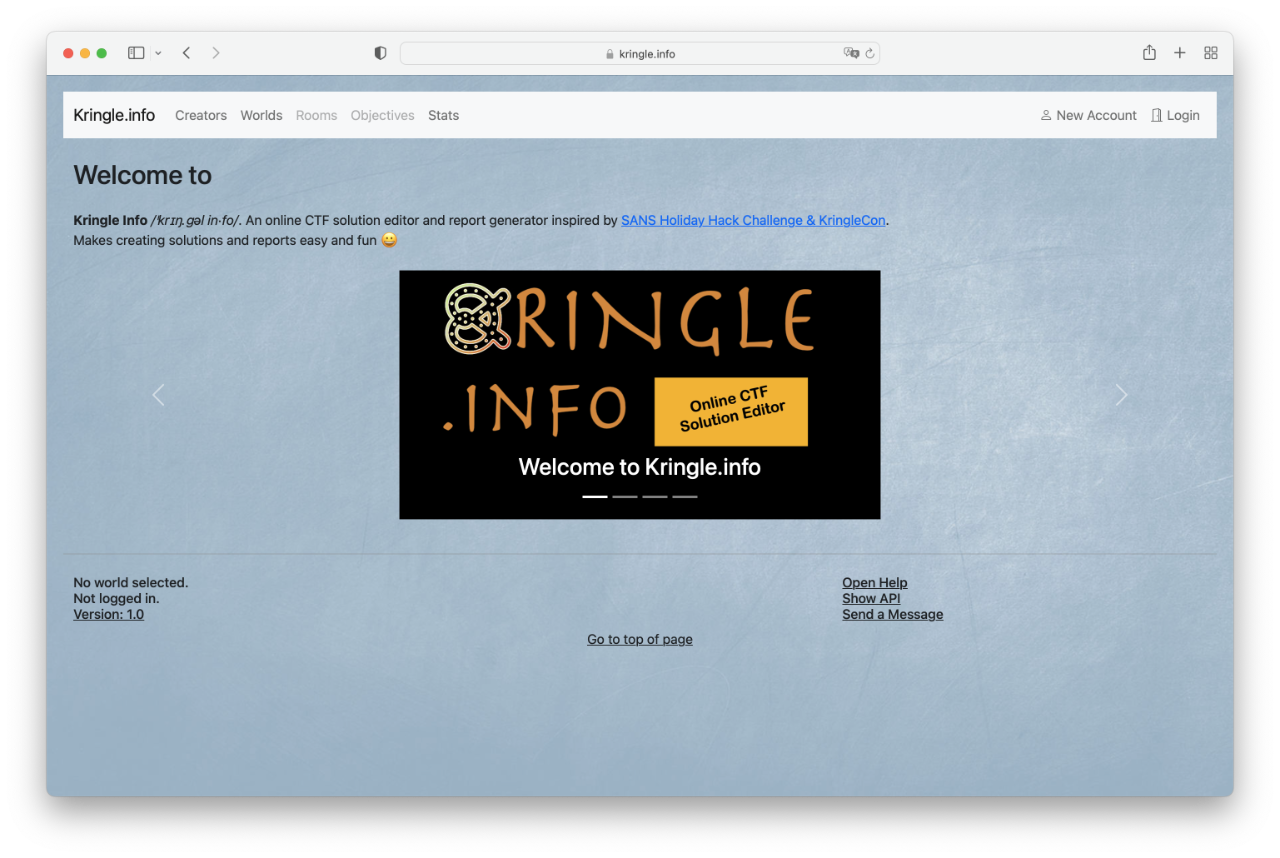 kringle.info
Kringle.info Creators Worlds Rooms Objectives Stats New Account Login
Welcome to
Kringle Info /ˈkrɪŋ.gəl in·fo/. An online CTF solution editor and report generator inspired by SANS Holiday Hack Challenge & KringleCon.
Makes creating solutions and reports easy and fun 😀
KRINGLE
.INFO
Online CTF
Solution Editor
Welcome to Kringle.info
No world selected.
Not logged in.
Version: 1.0
Open Help
Show API
Send a Message
Go to top of page